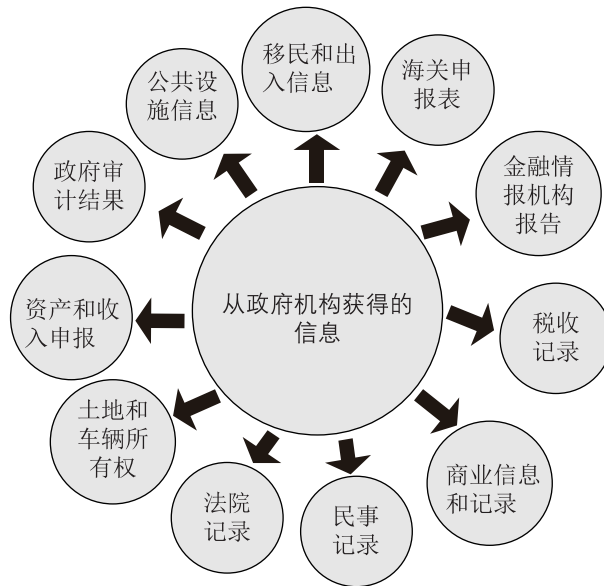 移民和出
入信息
海关申
报表
金融情
报机构
报告
税收
记录
商业信息
和记录
民事
记录
法院
记录
土地和
车辆所
有权
资产和收
入申报
政府审
计结果
公共设
施信息
从政府机构获得的
信息